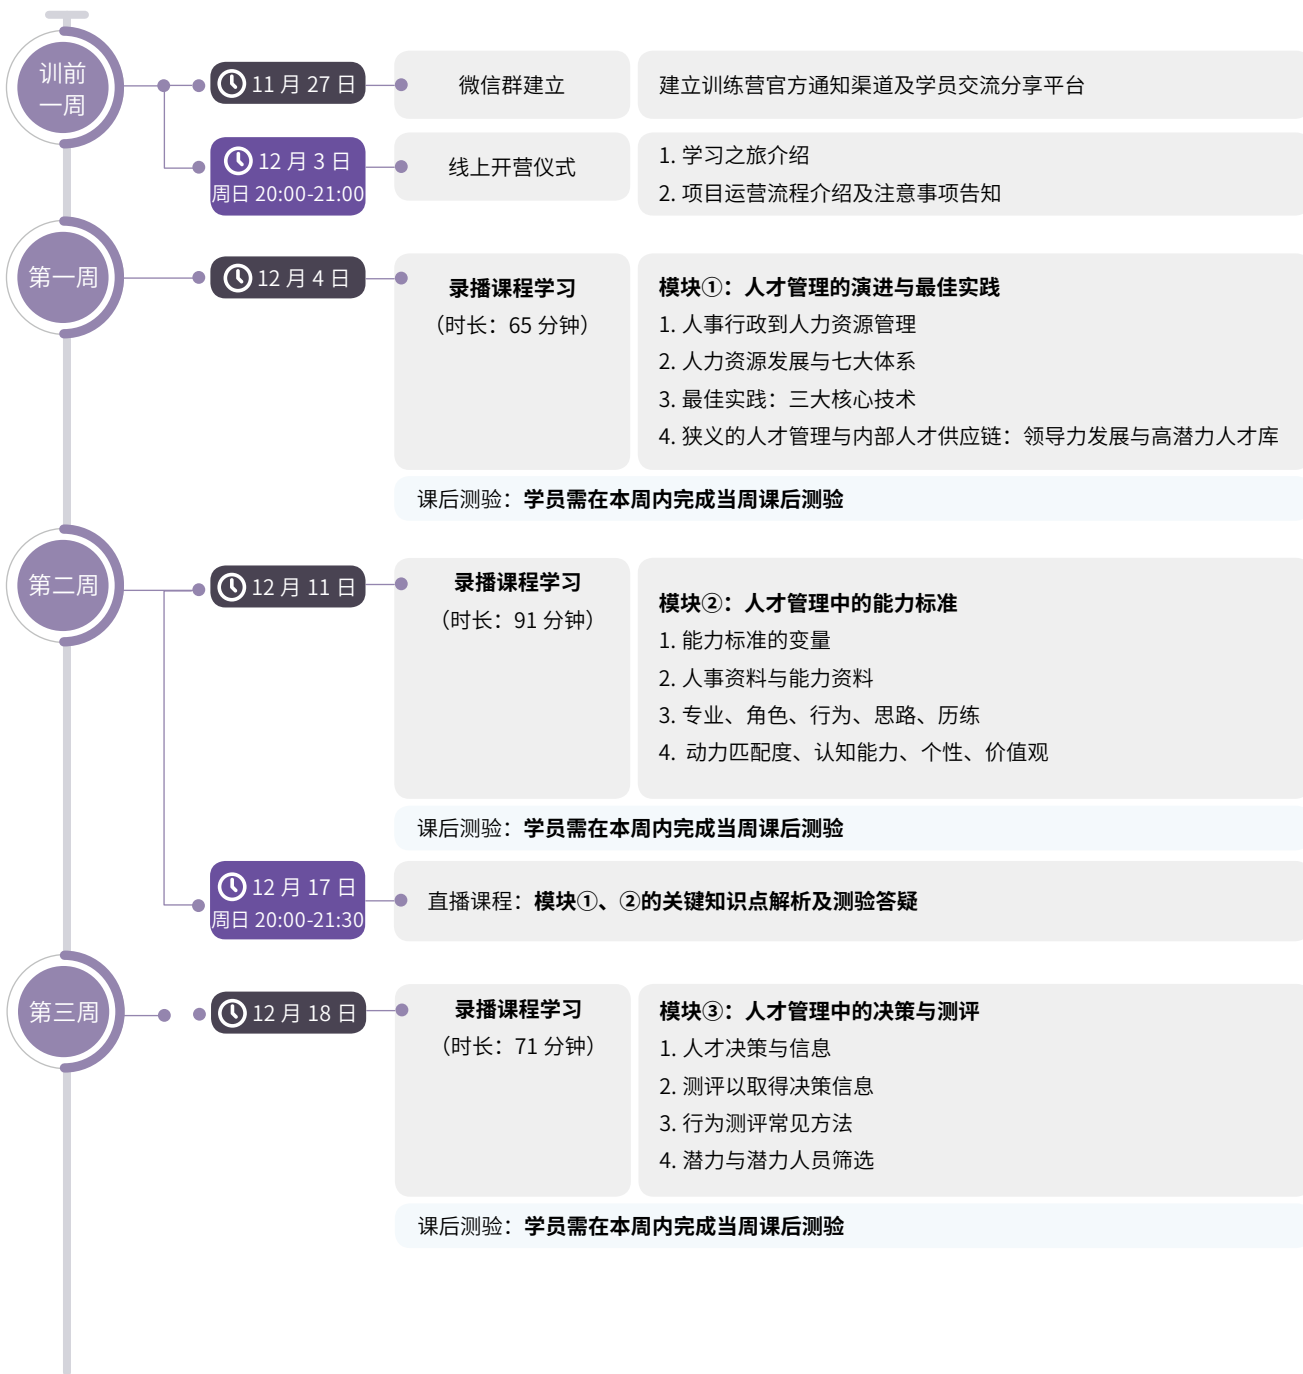 训前
一周
11 月 27 日
微信群建立
建立训练营官方通知渠道及学员交流分享平台
12 月 3 日
周日 20:00-21:00
线上开营仪式
1. 学习之旅介绍
2. 项目运营流程介绍及注意事项告知
第一周
12 月 4 日
录播课程学习
（时长：65 分钟）
模块①：人才管理的演进与最佳实践
1. 人事行政到人力资源管理
2. 人力资源发展与七大体系
3. 最佳实践：三大核心技术
4. 狭义的人才管理与内部人才供应链：领导力发展与高潜力人才库
课后测验：学员需在本周内完成当周课后测验
第二周
12 月 11 日
录播课程学习
（时长：91 分钟）
模块②：人才管理中的能力标准
1. 能力标准的变量
2. 人事资料与能力资料
3. 专业、角色、行为、思路、历练
4. 动力匹配度、认知能力、个性、价值观
课后测验：学员需在本周内完成当周课后测验
12 月 17 日
周日 20:00-21:30
直播课程：模块①、②的关键知识点解析及测验答疑
第三周
12 月 18 日
录播课程学习
（时长：71 分钟）
模块③：人才管理中的决策与测评
1. 人才决策与信息
2. 测评以取得决策信息
3. 行为测评常见方法
4. 潜力与潜力人员筛选
课后测验：学员需在本周内完成当周课后测验